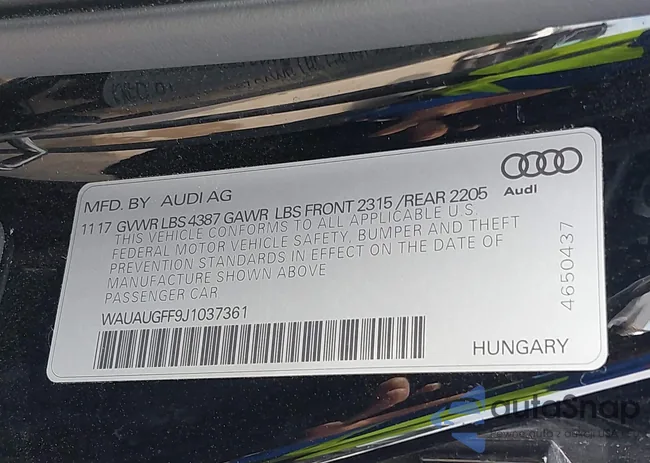 MFD. BY AUDI AG
Audi
11 17 GVWR LBS 4387 GAWR LBS FRONT 2315 /REAR 2205
THIS VEHICLE CONFORMS TO ALL APPLICABLE U.S.
FEDERAL MOTOR VEHICLE SAFETY, BUMPER AND THEFT
PREVENTION STANDARDS IN EFFECT ON THE DATE OF
MANUFACTURE SHOWN ABOVE
PASSENGER CAR
WAUAUGFF9J1037361
HUNGARY
4650437
autoSnap